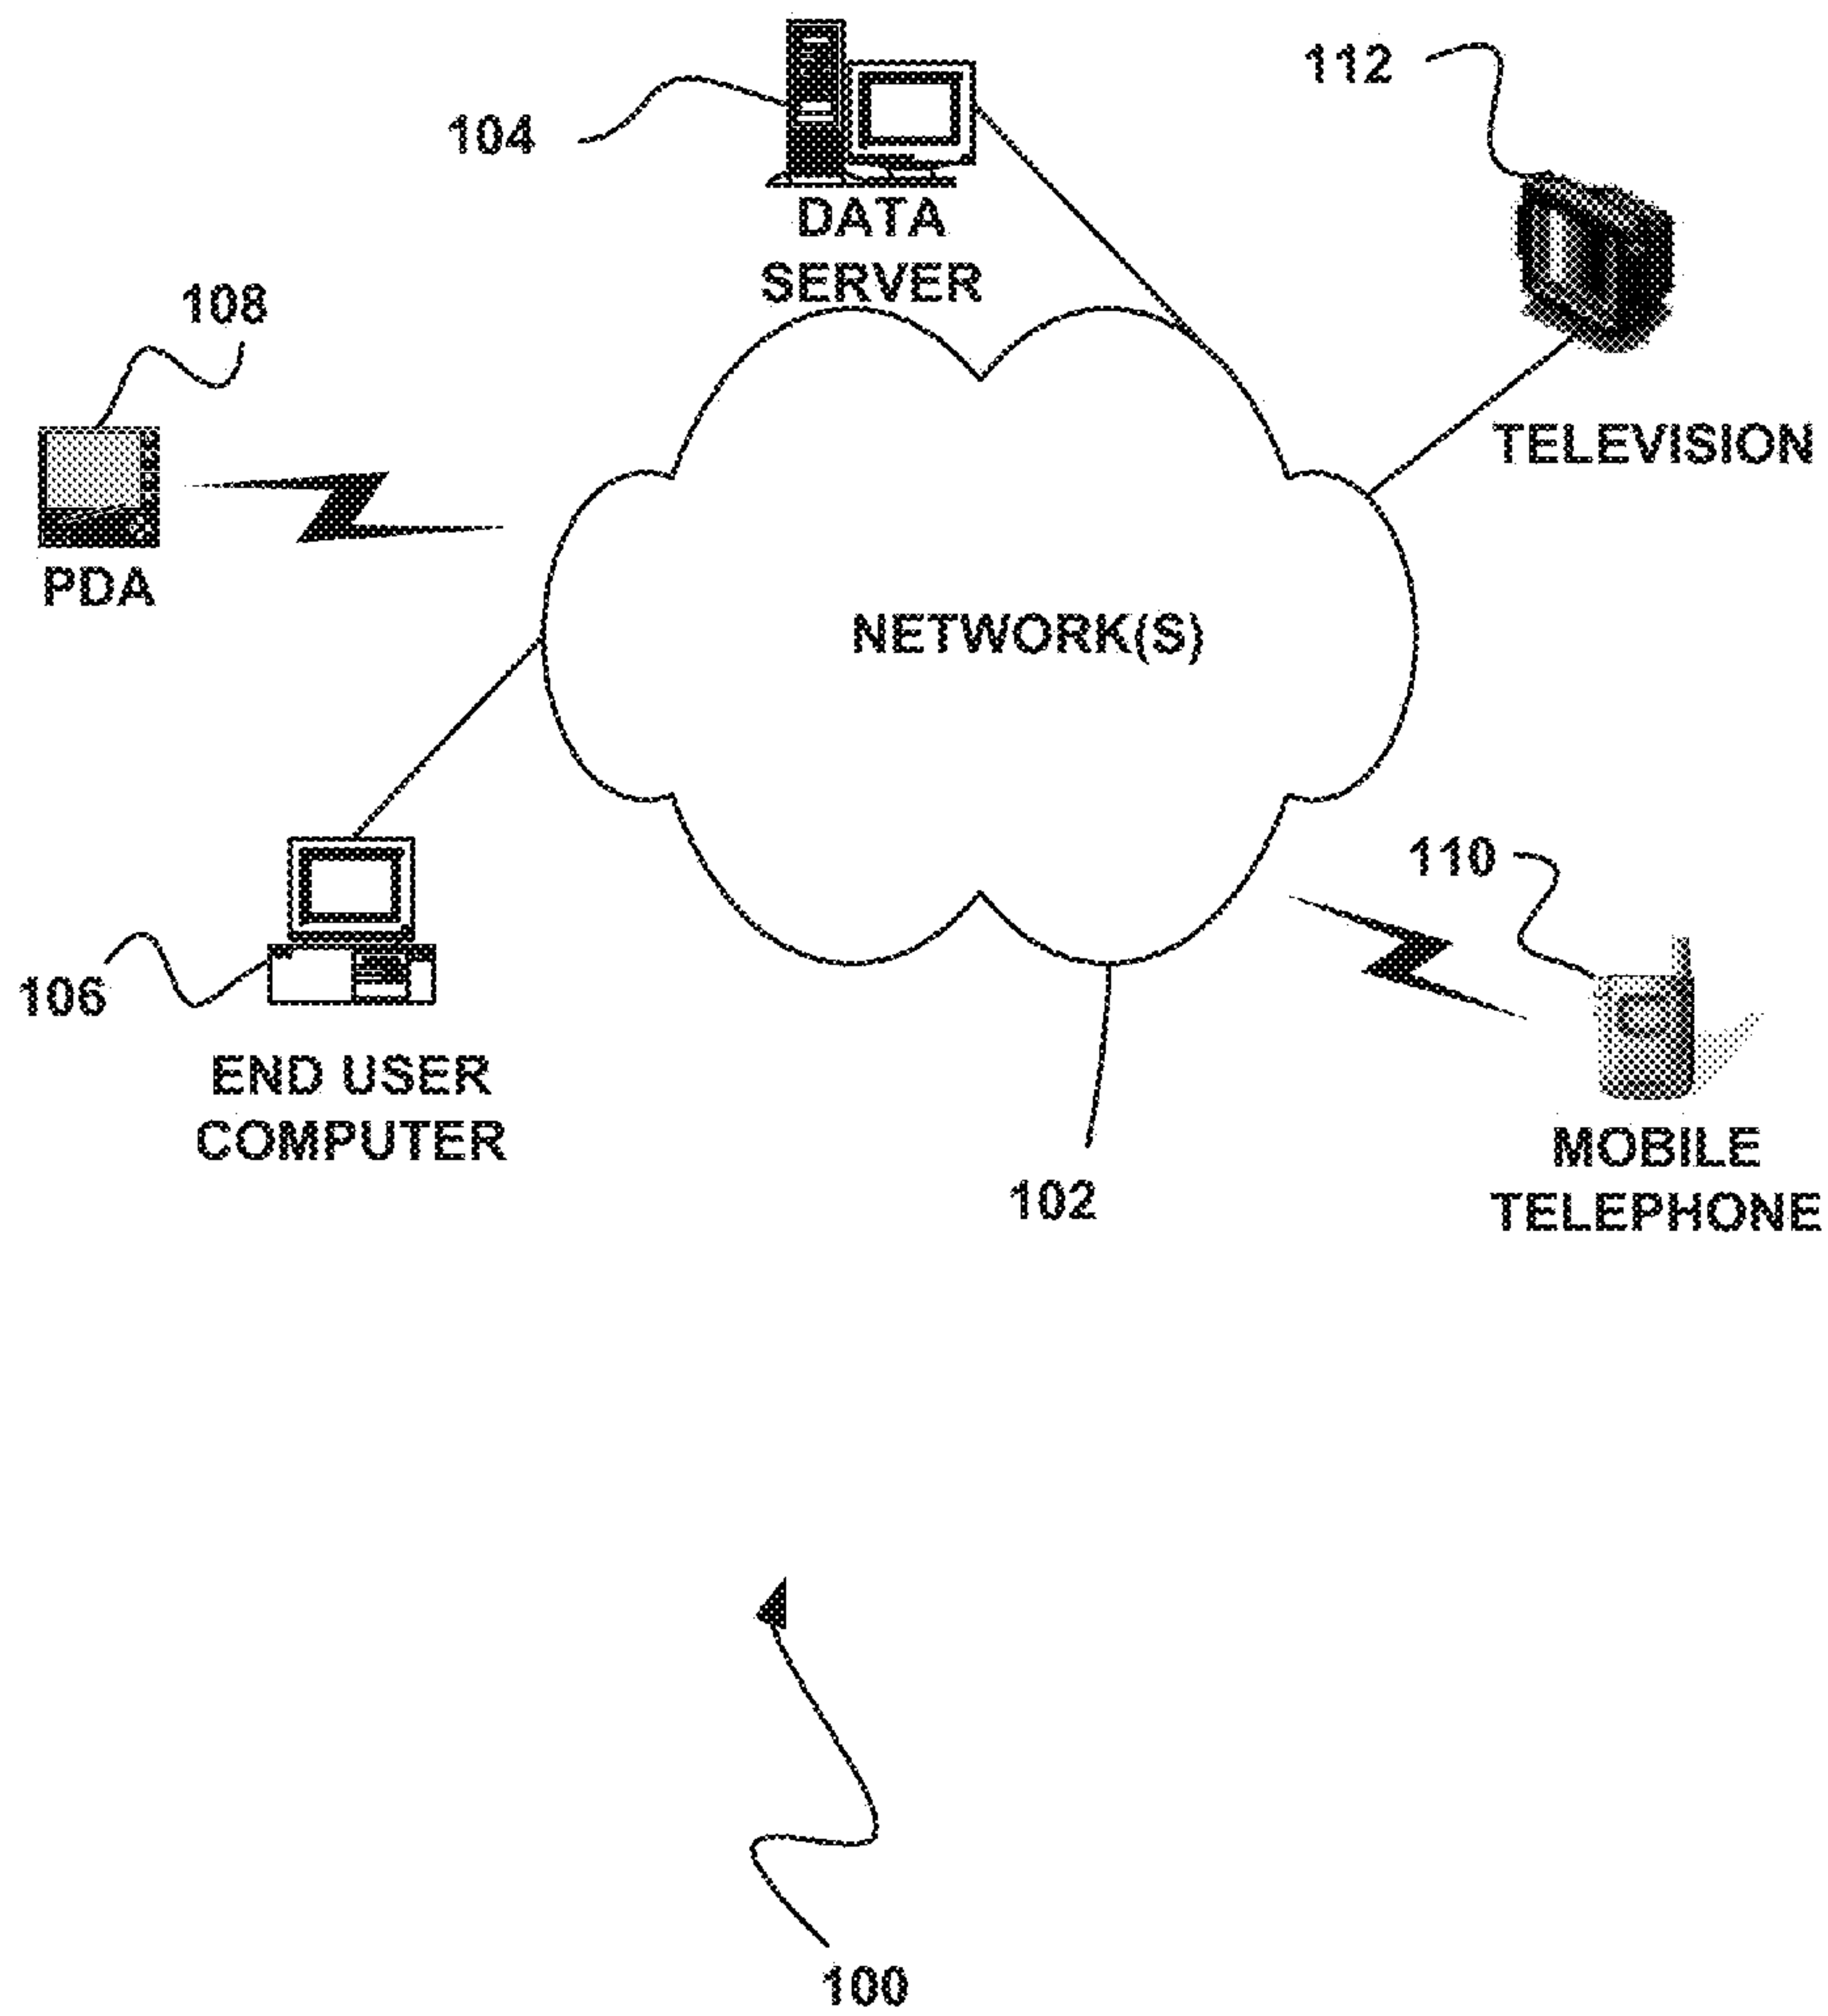 112
104
DATA
SERVER
108
TELEVISION
PDA
NETWORK(S)
110
106
END USER
COMPUTER
MOBILE
TELEPHONE
102
100